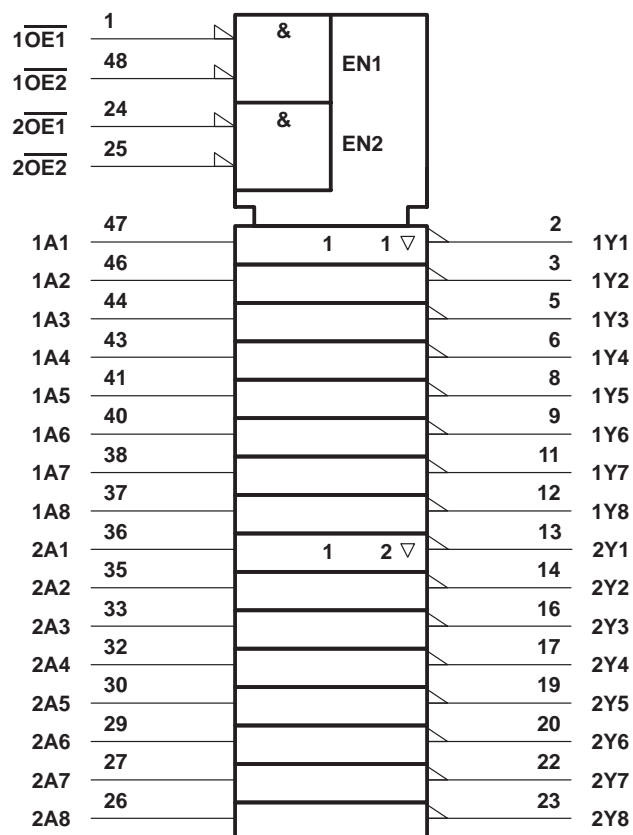 1 &
1OE1
48 EN1
1OE2
24 &
2OE1
25 EN2
2OE2
47 1 1 ▽ 2
1A1 1Y1
46 3
1A2 1Y2
44 5
1A3 1Y3
43 6
1A4 1Y4
41 8
1A5 1Y5
40 9
1A6 1Y6
38 11
1A7 1Y7
37 12
1A8 1Y8
36 1 2 ▽ 13
2A1 2Y1
35 14
2A2 2Y2
33 16
2A3 2Y3
32 17
2A4 2Y4
30 19
2A5 2Y5
29 20
2A6 2Y6
27 22
2A7 2Y7
26 23
2A8 2Y8